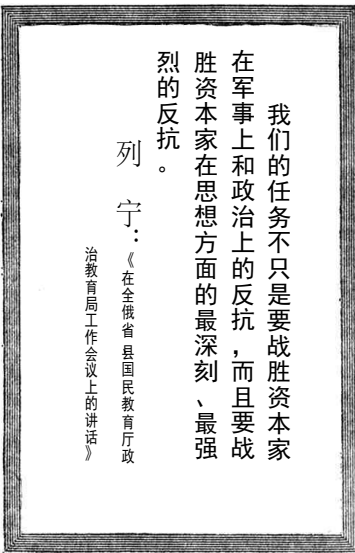 我们的任务不只是要战胜资本家
在军事上和政治上的反抗，而且要战
胜资本家在思想方面的最深刻、最强
烈的反抗。
列宁：《在全俄省县国民教育厅政
治教育局工作会议上的讲话》